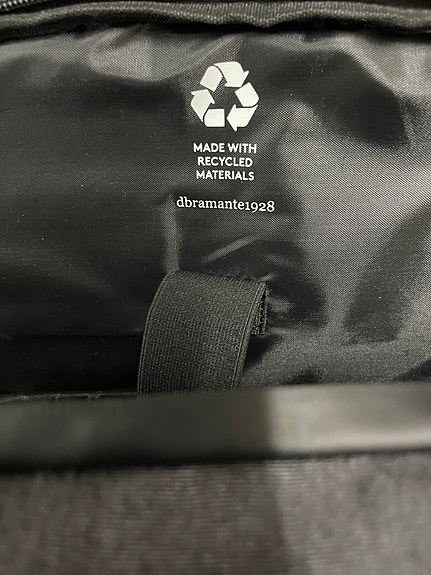 MADE WITH
RECYCLED
MATERIALS
dbramante1928